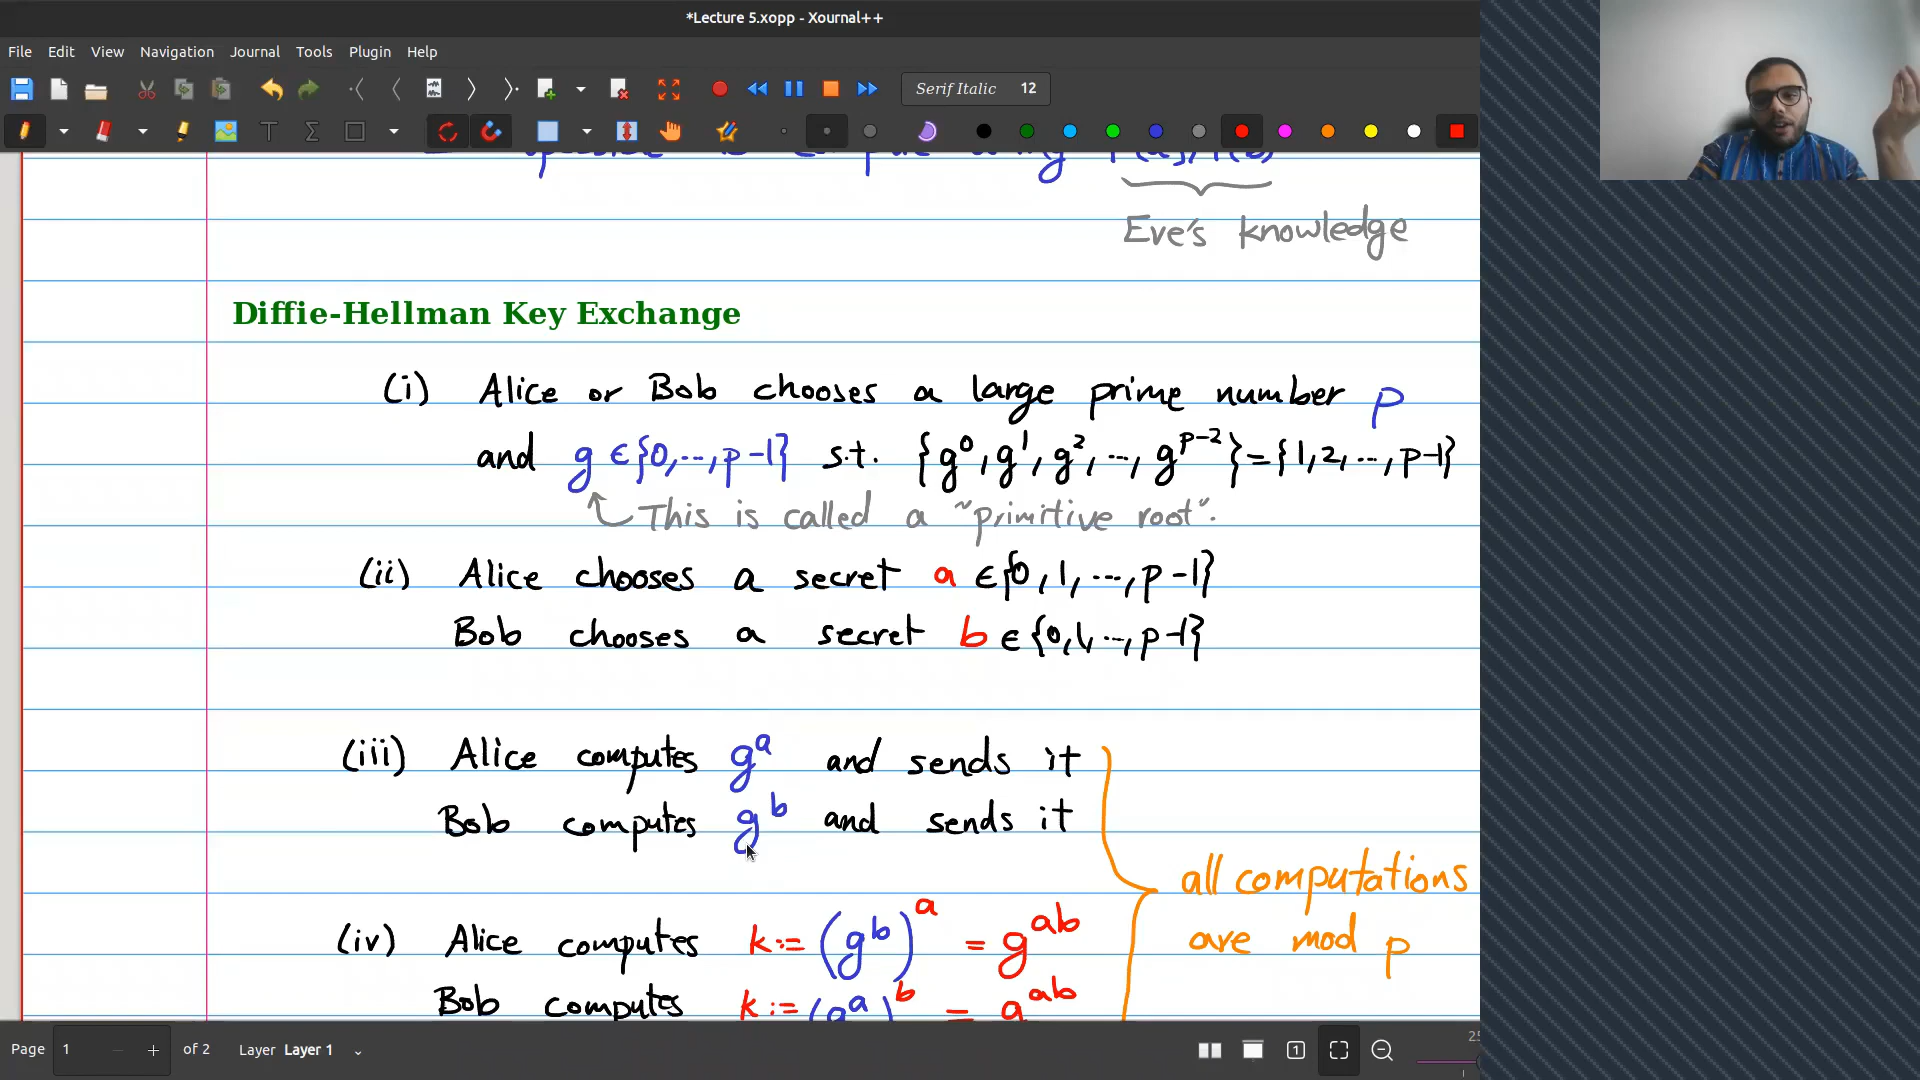 *Lecture 5.xopp - Xournal++
File Edit View Navigation Journal Tools Plugin Help
Serif Italic 12
Eve's knowledge
Diffie-Hellman Key Exchange
(i) Alice or Bob chooses a large prime number p
and g ∈ {0,..., p-1} s.t. {g⁰, g¹, g², ..., g^{p-2}} = {1, 2, ..., p-1}
This is called a "primitive root".
(ii) Alice chooses a secret a ∈ {0, 1, ..., p-1}
Bob chooses a secret b ∈ {0, 1, ..., p-1}
(iii) Alice computes g^a and sends it
Bob computes g^b and sends it
all computations
are mod p
(iv) Alice computes k := (g^b)^a = g^{ab}
Bob computes k := (g^a)^b = g^{ab}
Page 1 of 2 Layer Layer 1